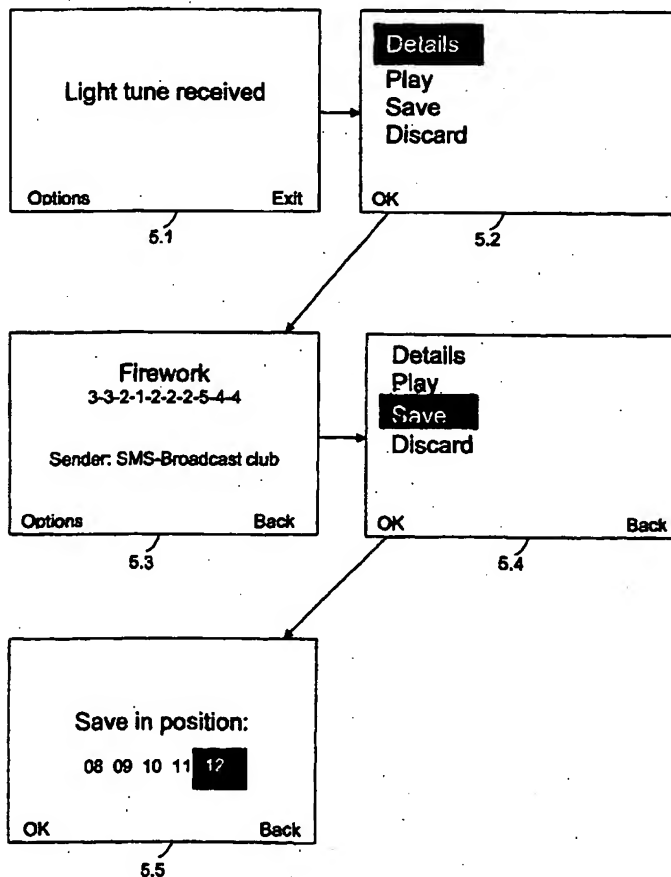 Light tune received
Options Exit
5.1
Details
Play
Save
Discard
OK
5.2
Firework
3-3-2-1-2-2-2-5-4-4
Sender: SMS-Broadcast club
Options Back
5.3
Details
Play
Save
Discard
OK Back
5.4
Save in position:
08 09 10 11 12
OK Back
5.5